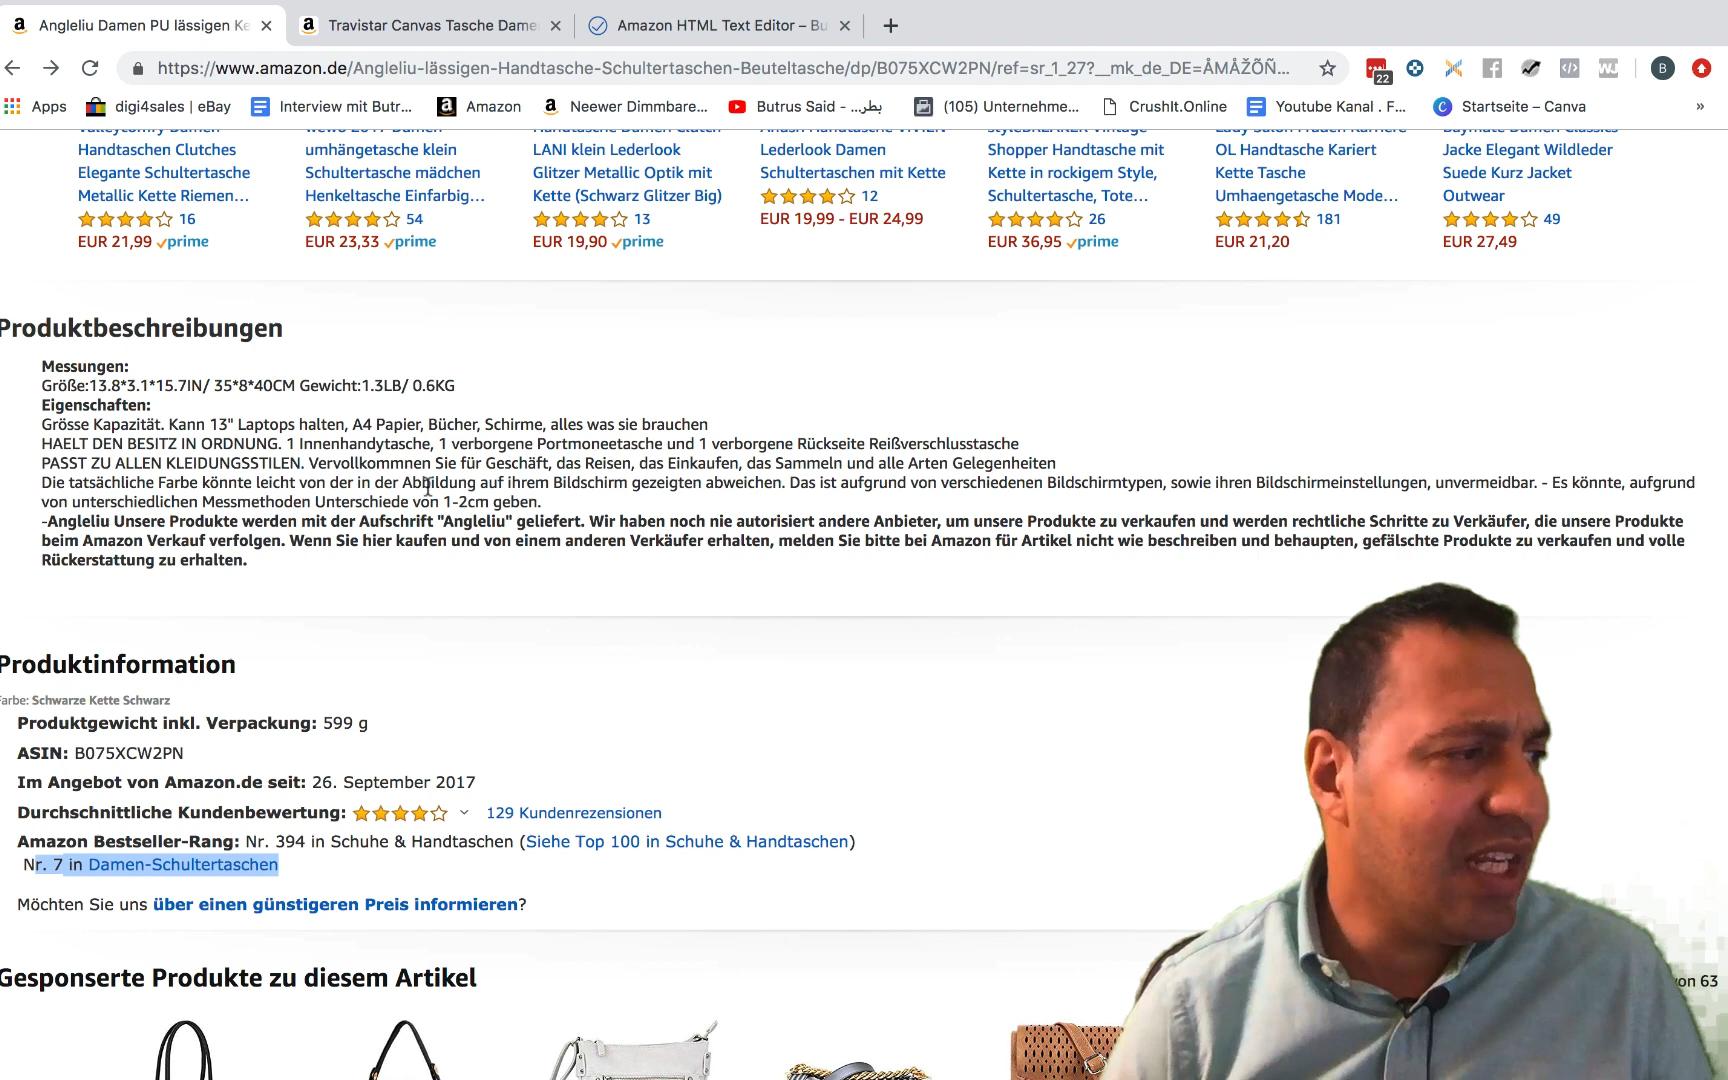 Angleliu Damen PU lässigen Ke
Travistar Canvas Tasche Dame
Amazon HTML Text Editor – Bu
https://www.amazon.de/Angleliu-lässigen-Handtasche-Schultertaschen-Beuteltasche/dp/B075XCW2PN/ref=sr_1_27?__mk_de_DE=ÅMÅŽÕÑ...
22
B
Apps
digi4sales | eBay
Interview mit Butr...
Amazon
Neewer Dimmbare...
Butrus Said - ...بطر
(105) Unternehme...
CrushIt.Online
Youtube Kanal . F...
Startseite – Canva
»
Handtaschen Clutches
Elegante Schultertasche
Metallic Kette Riemen...
16
EUR 21,99 prime
umhängetasche klein
Schultertasche mädchen
Henkeltasche Einfarbig...
54
EUR 23,33 prime
LANI klein Lederlook
Glitzer Metallic Optik mit
Kette (Schwarz Glitzer Big)
13
EUR 19,90 prime
Lederlook Damen
Schultertaschen mit Kette
12
EUR 19,99 - EUR 24,99
Shopper Handtasche mit
Kette in rockigem Style,
Schultertasche, Tote...
26
EUR 36,95 prime
OL Handtasche Kariert
Kette Tasche
Umhaengetasche Mode...
181
EUR 21,20
Jacke Elegant Wildleder
Suede Kurz Jacket
Outwear
49
EUR 27,49
Produktbeschreibungen
Messungen:
Größe:13.8*3.1*15.7IN/ 35*8*40CM Gewicht:1.3LB/ 0.6KG
Eigenschaften:
Grösse Kapazität. Kann 13" Laptops halten, A4 Papier, Bücher, Schirme, alles was sie brauchen
HAELT DEN BESITZ IN ORDNUNG. 1 Innenhandytasche, 1 verborgene Portmoneetasche und 1 verborgene Rückseite Reißverschlusstasche
PASST ZU ALLEN KLEIDUNGSSTILEN. Vervollkommnen Sie für Geschäft, das Reisen, das Einkaufen, das Sammeln und alle Arten Gelegenheiten
Die tatsächliche Farbe könnte leicht von der in der Abbildung auf ihrem Bildschirm gezeigten abweichen. Das ist aufgrund von verschiedenen Bildschirmtypen, sowie ihren Bildschirmeinstellungen, unvermeidbar. - Es könnte, aufgrund
von unterschiedlichen Messmethoden Unterschiede von 1-2cm geben.
-Angleliu Unsere Produkte werden mit der Aufschrift "Angleliu" geliefert. Wir haben noch nie autorisiert andere Anbieter, um unsere Produkte zu verkaufen und werden rechtliche Schritte zu Verkäufer, die unsere Produkte
beim Amazon Verkauf verfolgen. Wenn Sie hier kaufen und von einem anderen Verkäufer erhalten, melden Sie bitte bei Amazon für Artikel nicht wie beschreiben und behaupten, gefälschte Produkte zu verkaufen und volle
Rückerstattung zu erhalten.
Produktinformation
Farbe: Schwarze Kette Schwarz
Produktgewicht inkl. Verpackung: 599 g
ASIN: B075XCW2PN
Im Angebot von Amazon.de seit: 26. September 2017
Durchschnittliche Kundenbewertung: 129 Kundenrezensionen
Amazon Bestseller-Rang: Nr. 394 in Schuhe & Handtaschen (Siehe Top 100 in Schuhe & Handtaschen)
Nr. 7 in Damen-Schultertaschen
Möchten Sie uns über einen günstigeren Preis informieren?
Gesponserte Produkte zu diesem Artikel
von 63